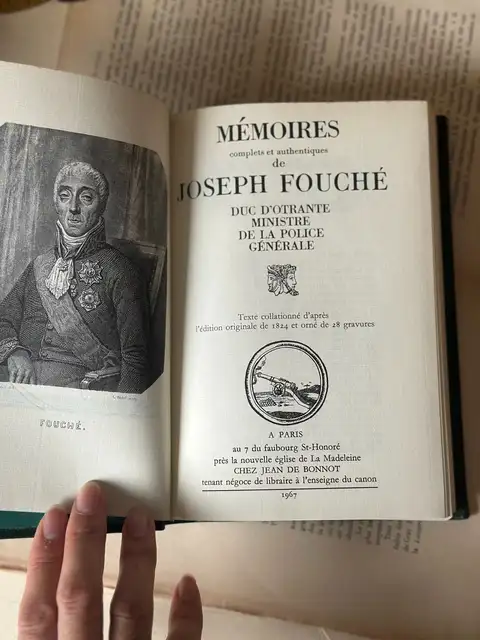 FOUCHÉ.
MÉMOIRES
complets et authentiques
de
JOSEPH FOUCHÉ
DUC D'OTRANTE
MINISTRE
DE LA POLICE
GÉNÉRALE
Texte collationné d'après
l'édition originale de 1824 et orné de 28 gravures
A PARIS
au 7 du faubourg St-Honoré
près la nouvelle église de La Madeleine
CHEZ JEAN DE BONNOT
tenant négoce de libraire à l'enseigne du canon
1967